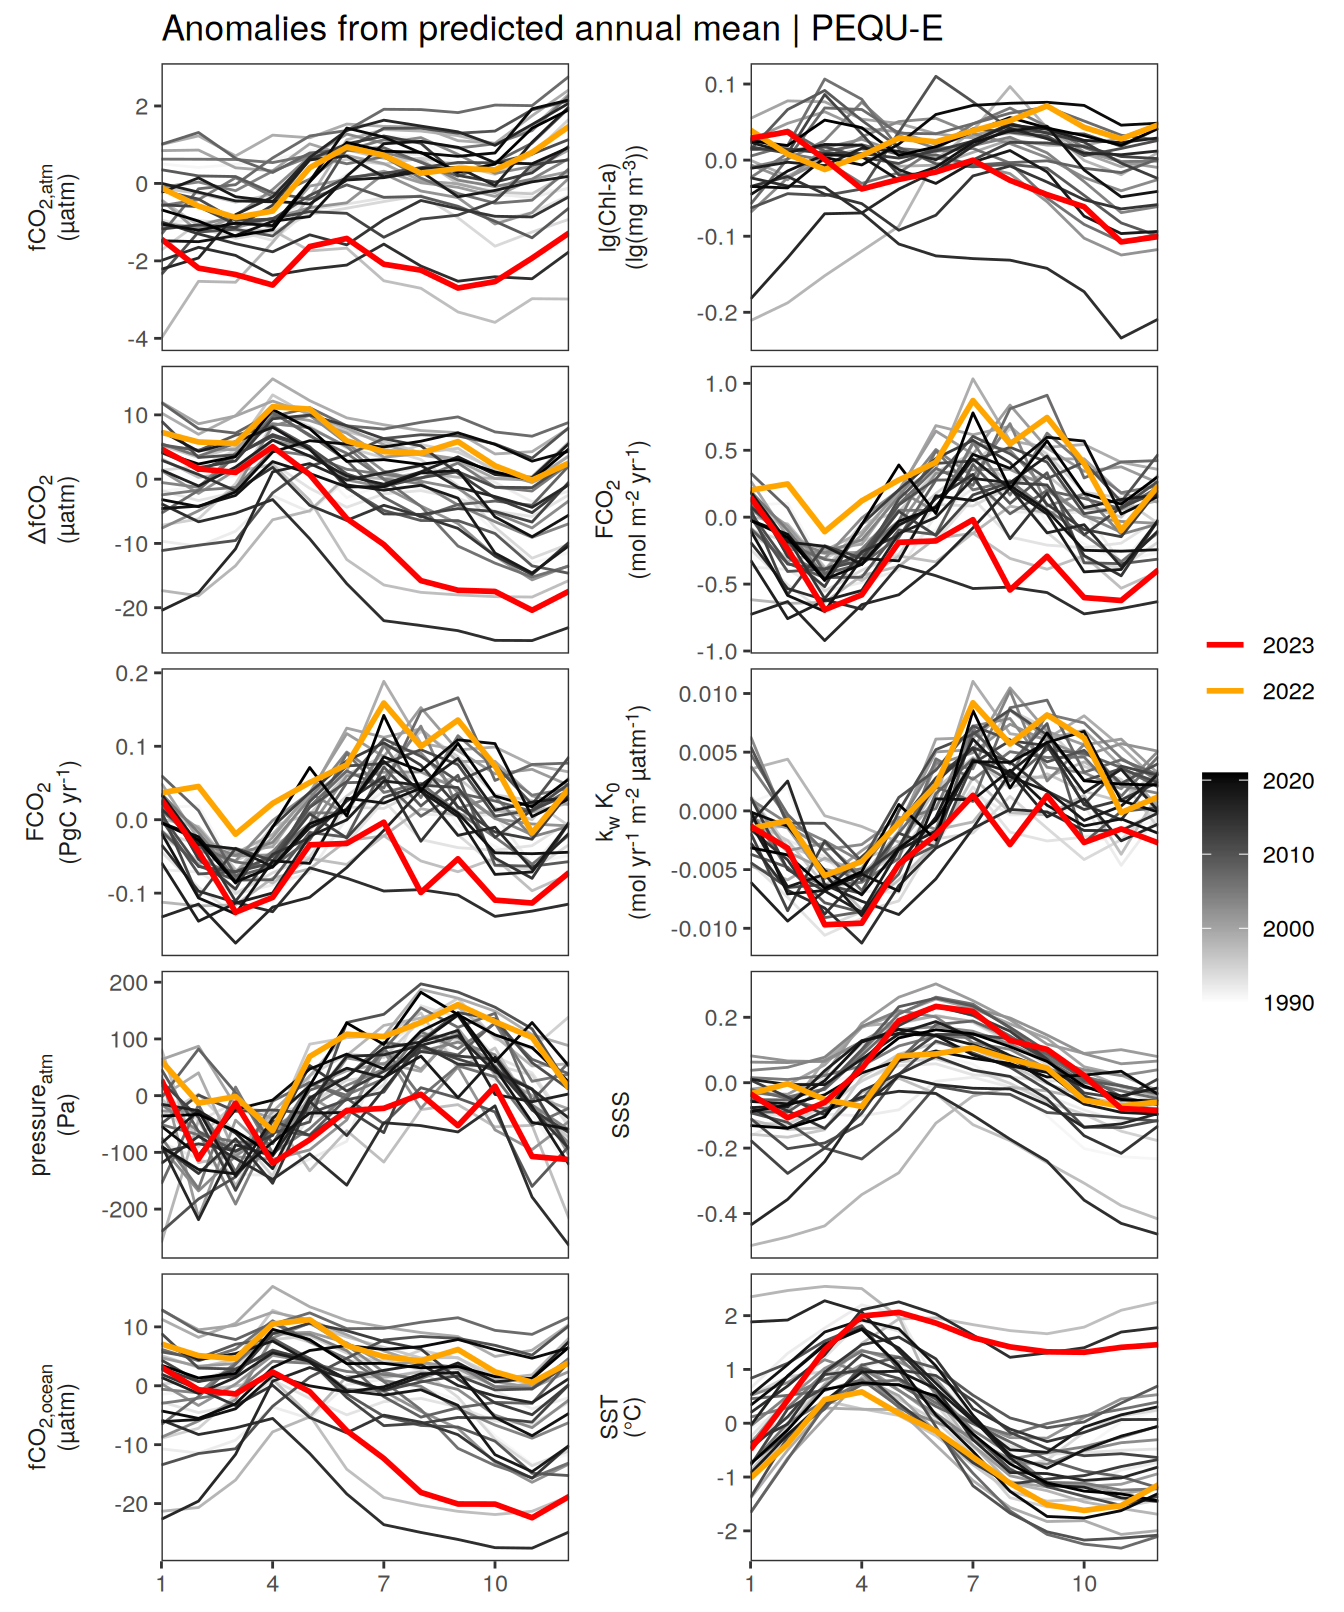 Anomalies from predicted annual mean | PEQU-E
fCO2,atm
(µatm)
2
0
-2
-4
lg(Chl-a)
(lg(mg m-3))
0.1
0.0
-0.1
-0.2
ΔfCO2
(µatm)
10
0
-10
-20
FCO2
(mol m-2 yr-1)
1.0
0.5
0.0
-0.5
-1.0
FCO2
(PgC yr-1)
0.2
0.1
0.0
-0.1
kw K0
(mol yr-1 m-2 µatm-1)
0.010
0.005
0.000
-0.005
-0.010
pressureatm
(Pa)
200
100
0
-100
-200
SSS
0.2
0.0
-0.2
-0.4
fCO2,ocean
(µatm)
10
0
-10
-20
1 4 7 10
SST
(°C)
2
1
0
-1
-2
1 4 7 10
2023
2022
2020
2010
2000
1990